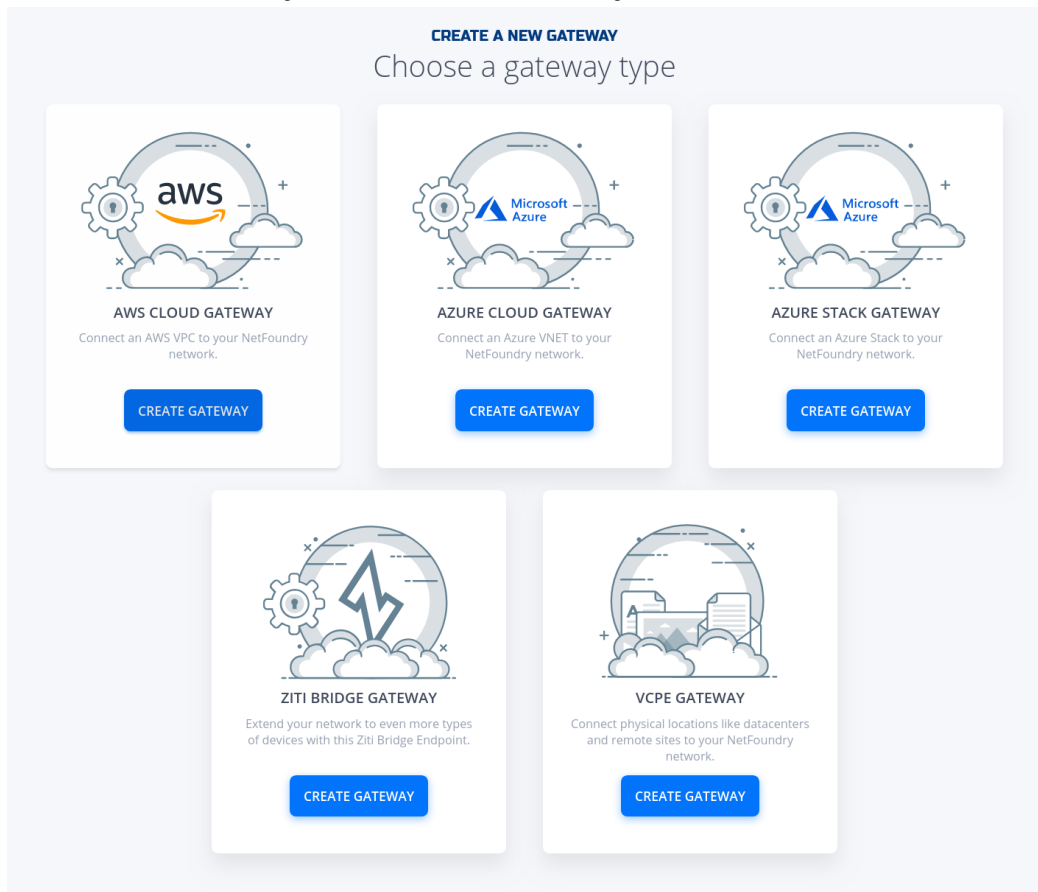 CREATE A NEW GATEWAY
Choose a gateway type
aws
Microsoft
Azure
Microsoft
Azure
AWS CLOUD GATEWAY
Connect an AWS VPC to your NetFoundry
network.
CREATE GATEWAY
AZURE CLOUD GATEWAY
Connect an Azure VNET to your
NetFoundry network.
CREATE GATEWAY
AZURE STACK GATEWAY
Connect an Azure Stack to your
NetFoundry network.
CREATE GATEWAY
ZITI BRIDGE GATEWAY
Extend your network to even more types
of devices with this Ziti Bridge Endpoint.
CREATE GATEWAY
A
VCPE GATEWAY
Connect physical locations like datacenters
and remote sites to your NetFoundry
network.
CREATE GATEWAY